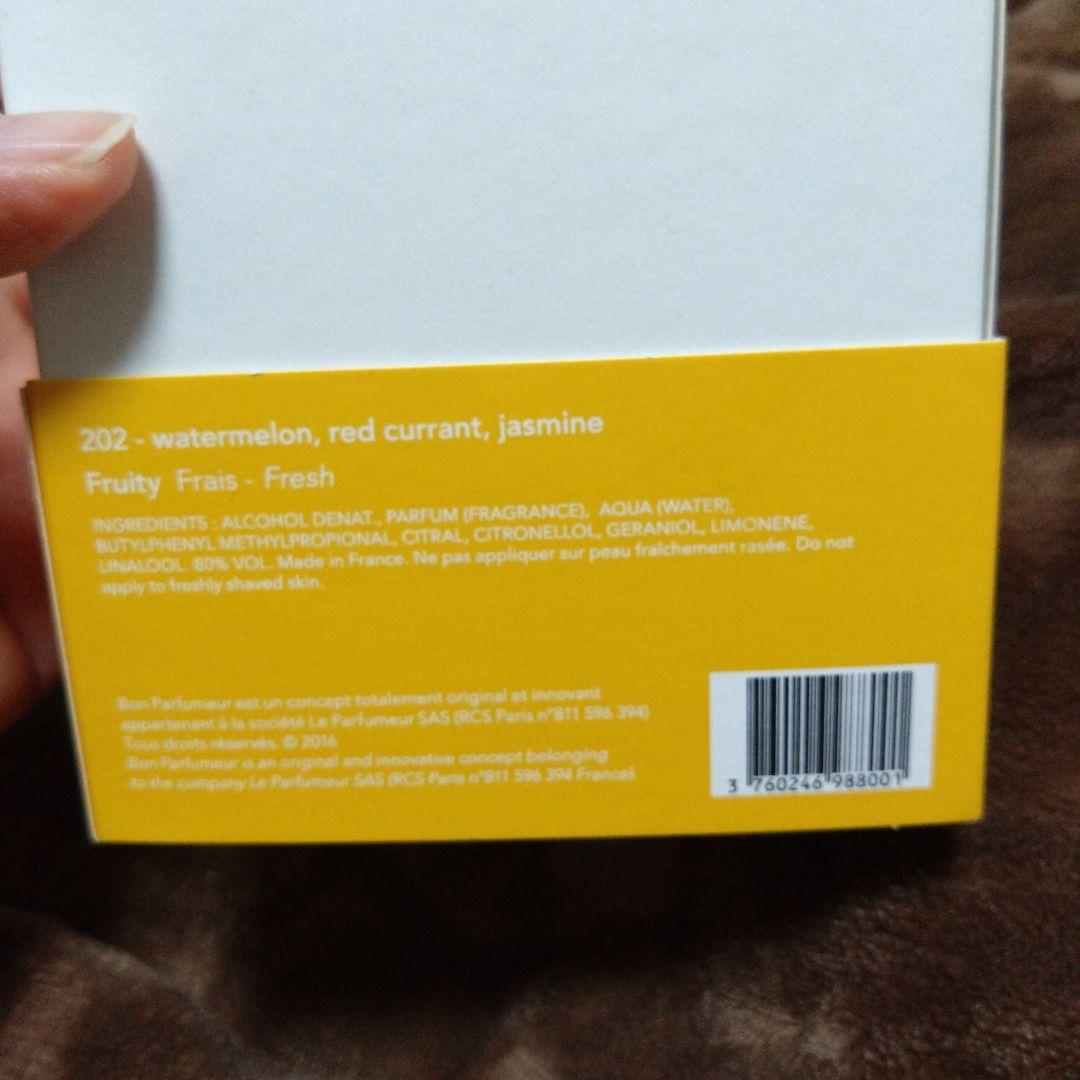 202 - watermelon, red currant, jasmine
Fruity Frais - Fresh
INGREDIENTS : ALCOHOL DENAT., PARFUM (FRAGRANCE), AQUA (WATER),
BUTYLPHENYL METHYLPROPIONAL, CITRAL, CITRONELLOL, GERANIOL, LIMONENE,
LINALOOL. 80% VOL. Made in France. Ne pas appliquer sur peau fraîchement rasée. Do not
apply to freshly shaved skin.
Bon Parfumeur est un concept totalement original et innovant
appartenant à la société Le Parfumeur SAS (RCS Paris n°811 596 394)
Tous droits réservés. © 2016
Bon Parfumeur is an original and innovative concept belonging
to the company Le Parfumeur SAS (RCS Paris n°811 596 394 France).
3 760246 988001